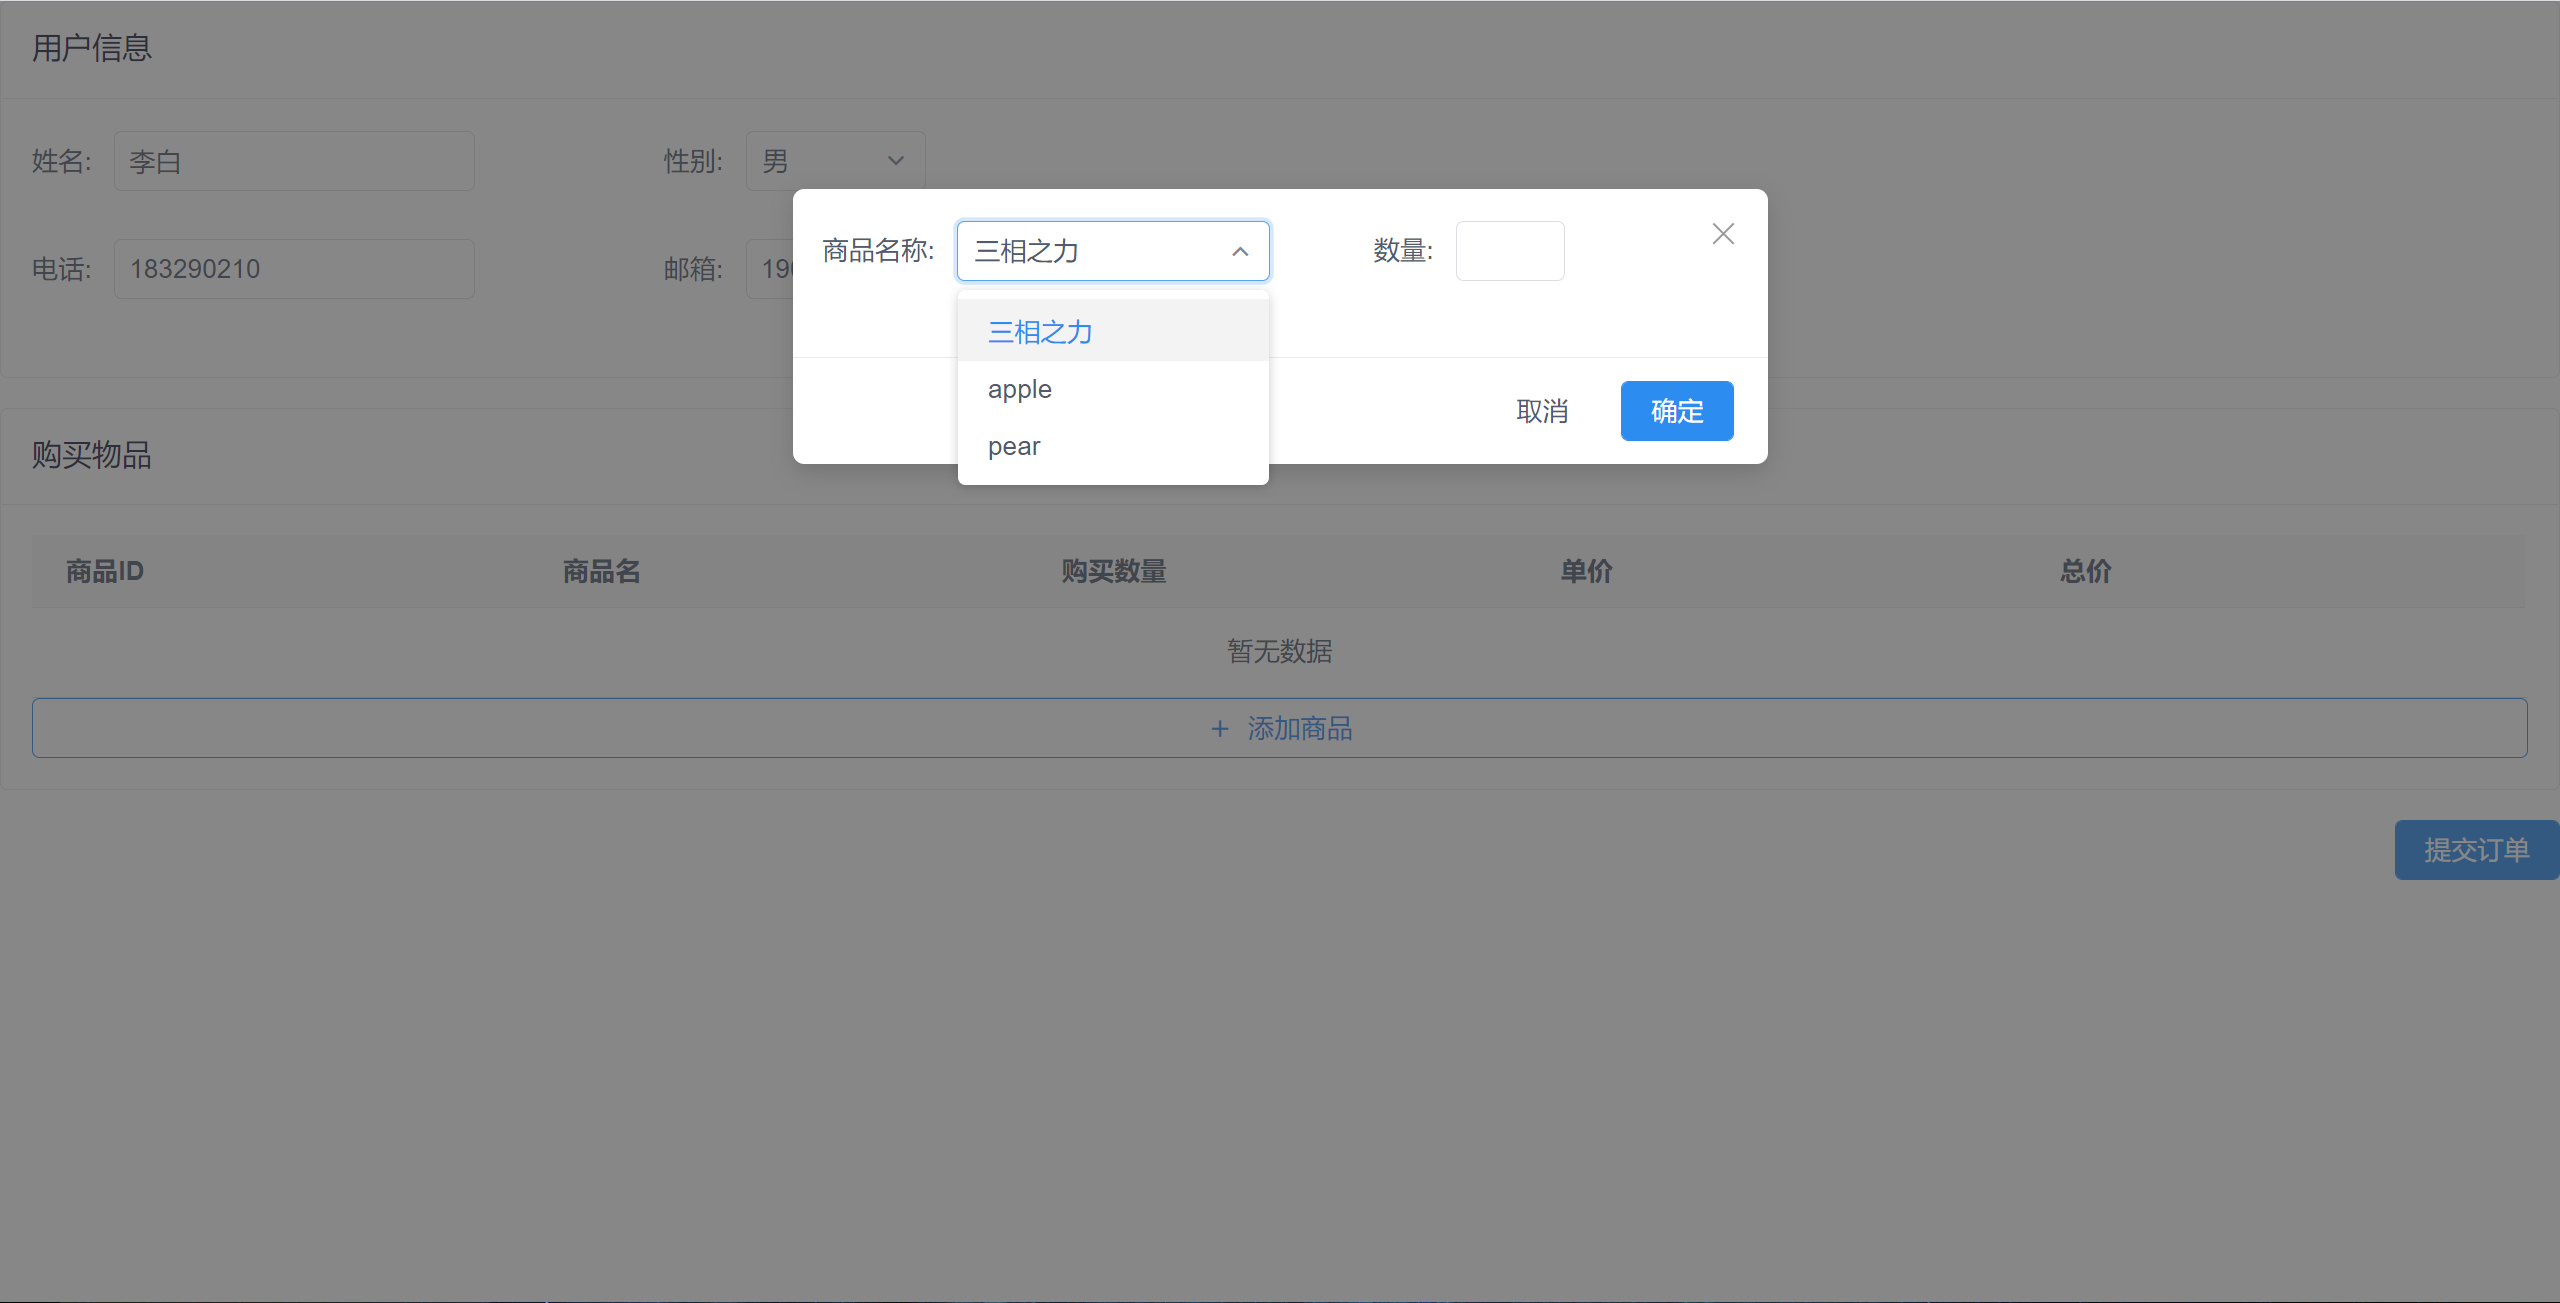 用户信息
姓名: 李白 性别: 男
商品名称: 三相之力 数量:
电话: 183290210 邮箱: 19
三相之力
apple
pear
取消 确定
购买物品
商品ID 商品名 购买数量 单价 总价
暂无数据
+ 添加商品
提交订单